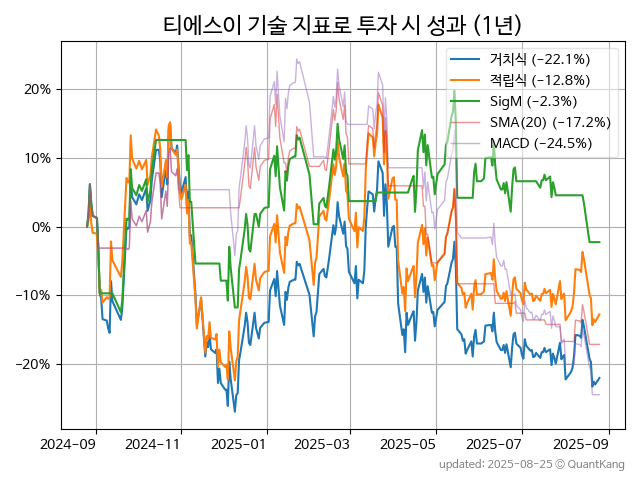 티에스이 기술 지표로 투자 시 성과 (1년)
거치식 (−22.1%)
적립식 (−12.8%)
SigM (−2.3%)
SMA(20) (−17.2%)
MACD (−24.5%)
20%
10%
0%
−10%
−20%
2024-09 2024-11 2025-01 2025-03 2025-05 2025-07 2025-09
updated: 2025-08-25 © QuantKang